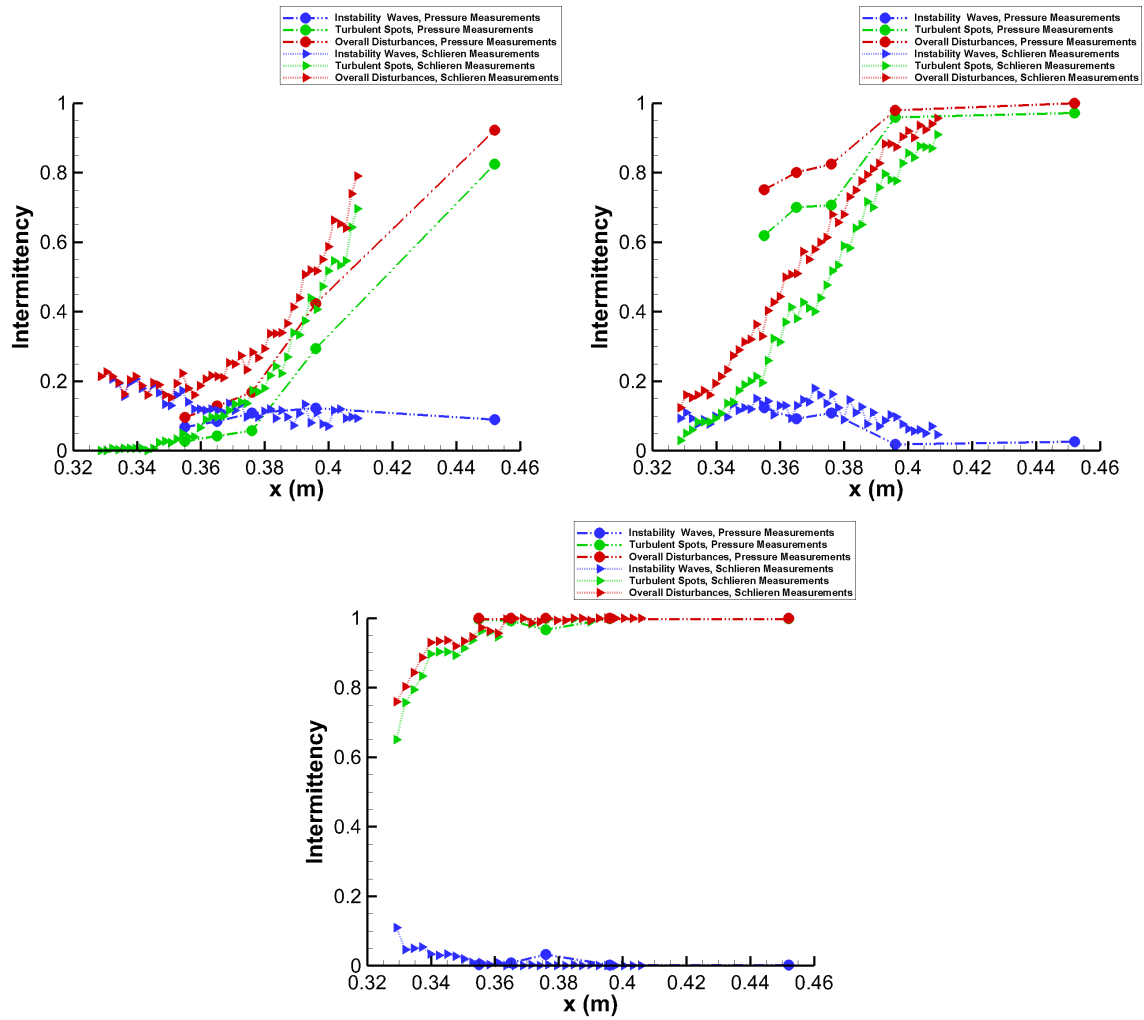 Instability Waves, Pressure Measurements
Turbulent Spots, Pressure Measurements
Overall Disturbances, Pressure Measurements
Instability Waves, Schlieren Measurements
Turbulent Spots, Schlieren Measurements
Overall Disturbances, Schlieren Measurements
1
0.8
0.6
0.4
0.2
0
Intermittency
0.32 0.34 0.36 0.38 0.4 0.42 0.44 0.46
x (m)
Instability Waves, Pressure Measurements
Turbulent Spots, Pressure Measurements
Overall Disturbances, Pressure Measurements
Instability Waves, Schlieren Measurements
Turbulent Spots, Schlieren Measurements
Overall Disturbances, Schlieren Measurements
1
0.8
0.6
0.4
0.2
0
Intermittency
0.32 0.34 0.36 0.38 0.4 0.42 0.44 0.46
x (m)
Instability Waves, Pressure Measurements
Turbulent Spots, Pressure Measurements
Overall Disturbances, Pressure Measurements
Instability Waves, Schlieren Measurements
Turbulent Spots, Schlieren Measurements
Overall Disturbances, Schlieren Measurements
1
0.8
0.6
0.4
0.2
0
Intermittency
0.32 0.34 0.36 0.38 0.4 0.42 0.44 0.46
x (m)